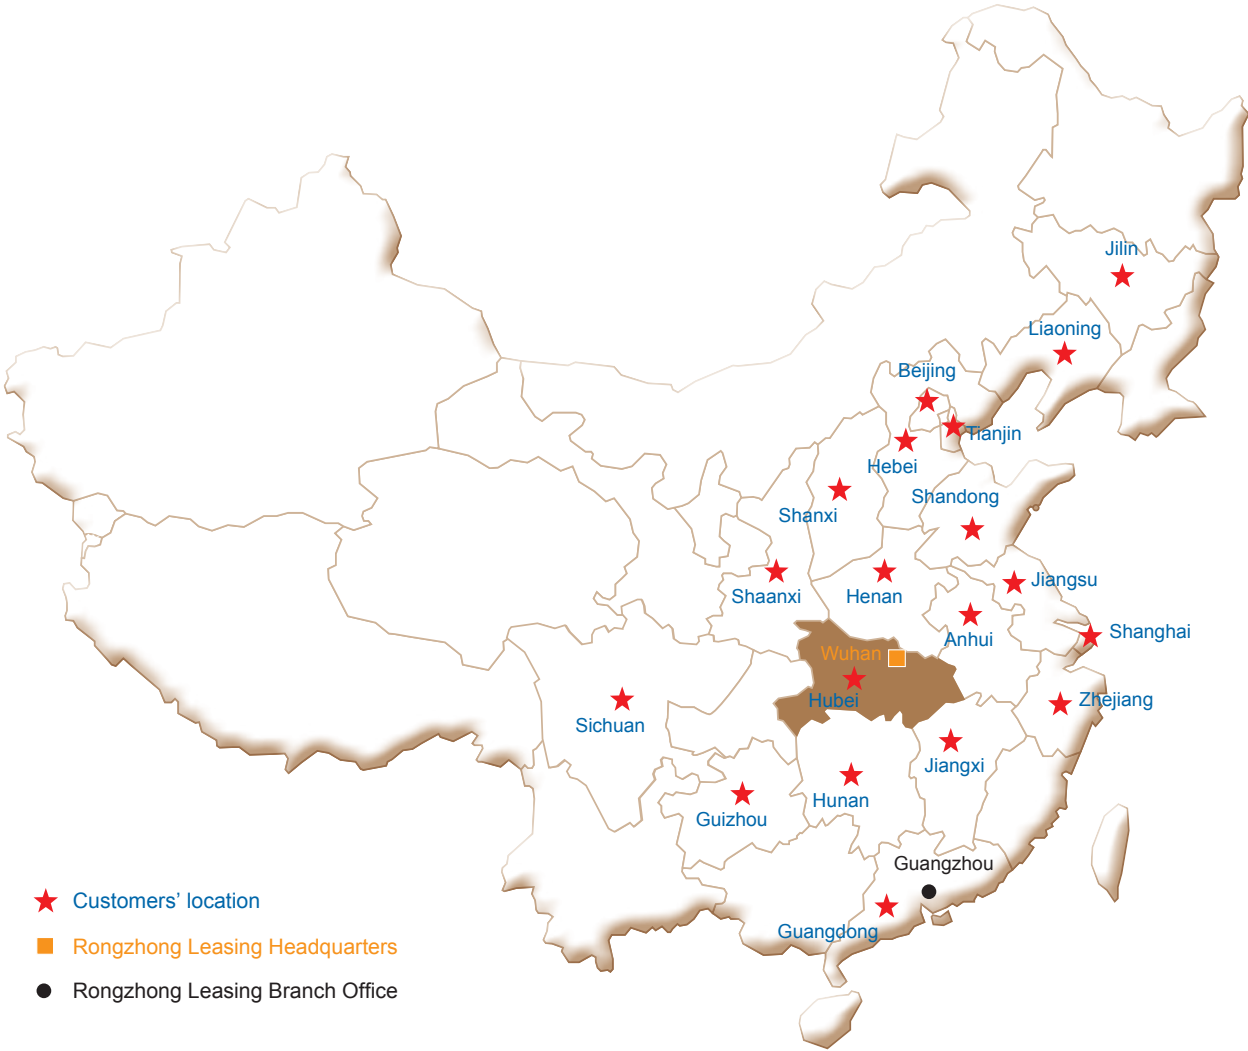 Jilin
Liaoning
Beijing
Tianjin
Hebei
Shandong
Shanxi
Jiangsu
Shaanxi
Henan
Anhui
Shanghai
Wuhan
Hubei
Zhejiang
Sichuan
Jiangxi
Hunan
Guizhou
Guangzhou
Guangdong
Customers’ location
Rongzhong Leasing Headquarters
Rongzhong Leasing Branch Office